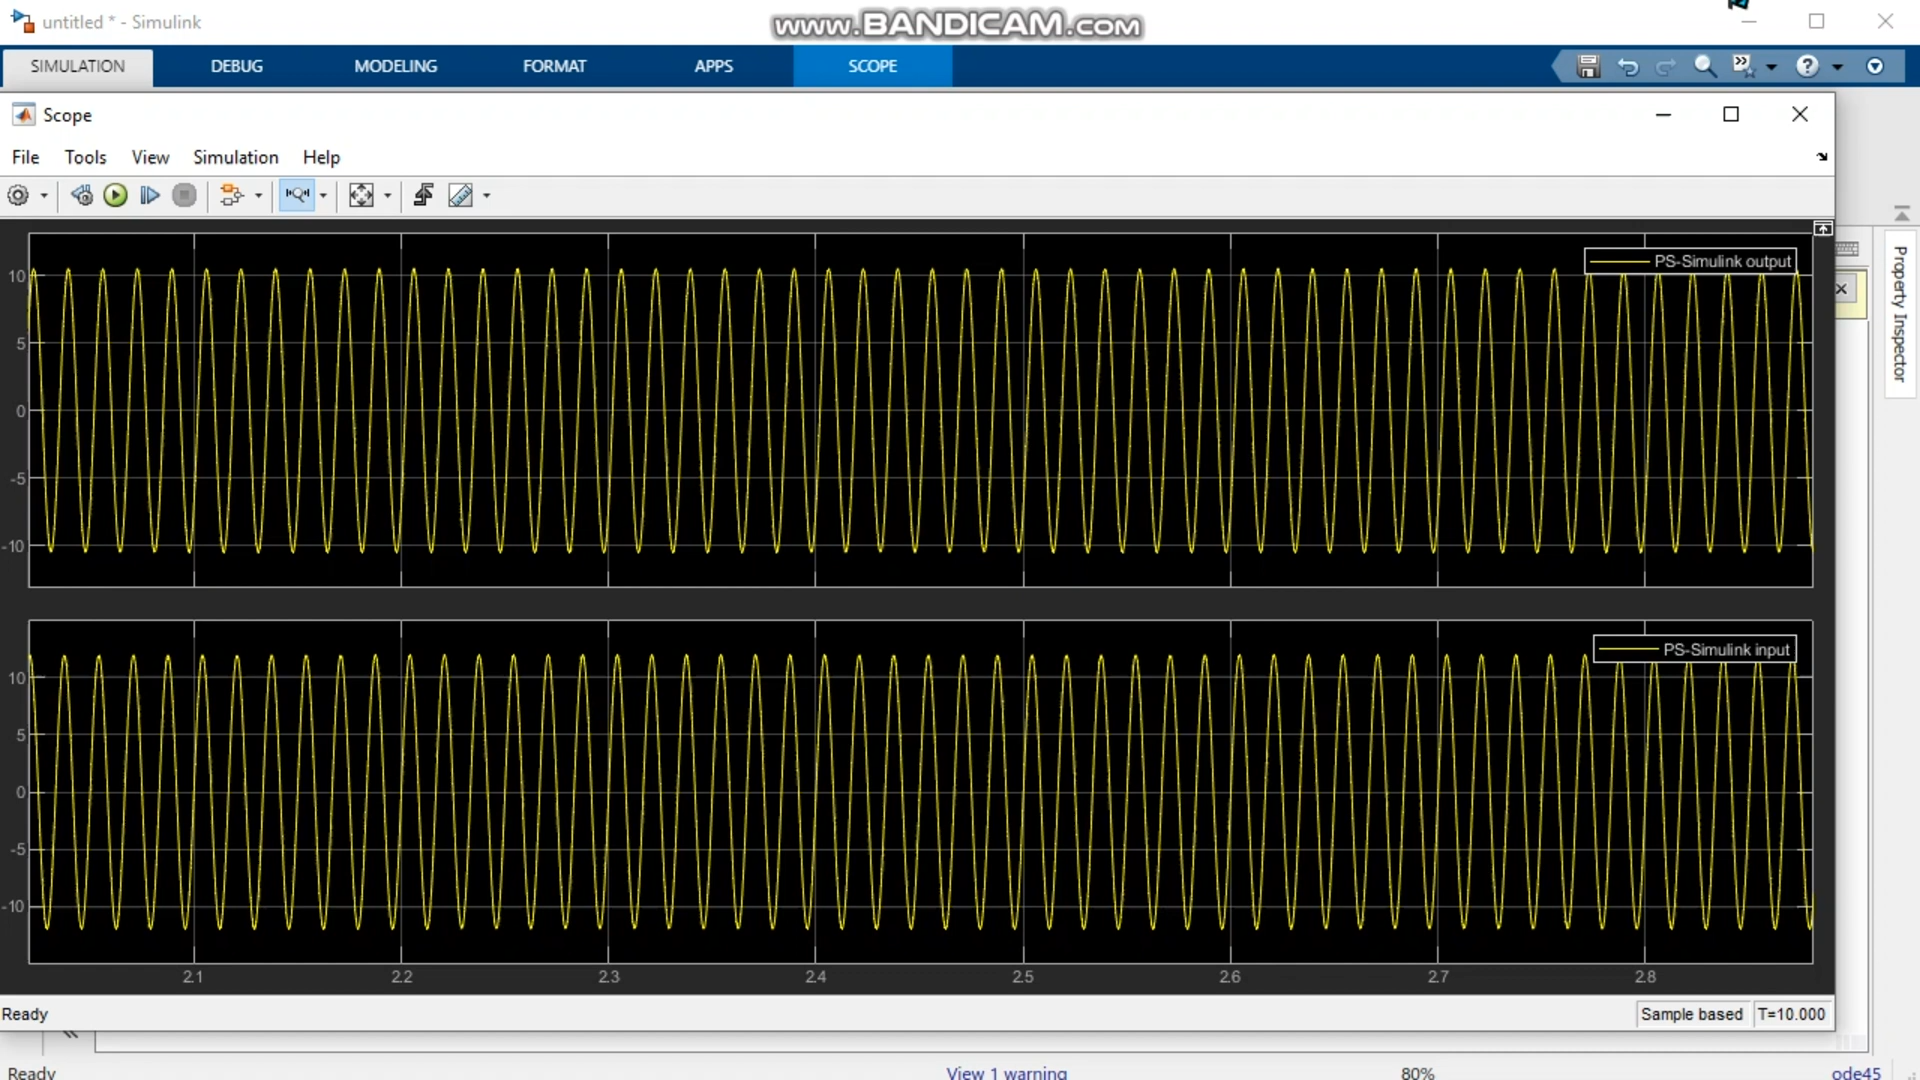 untitled * - Simulink
www.BANDICAM.com
SIMULATION DEBUG MODELING FORMAT APPS SCOPE
Scope
File Tools View Simulation Help
PS-Simulink output
10
5
0
-5
-10
PS-Simulink input
10
5
0
-5
-10
2.1 2.2 2.3 2.4 2.5 2.6 2.7 2.8
Ready Sample based T=10.000
Property Inspector
Ready View 1 warning 80% ode45